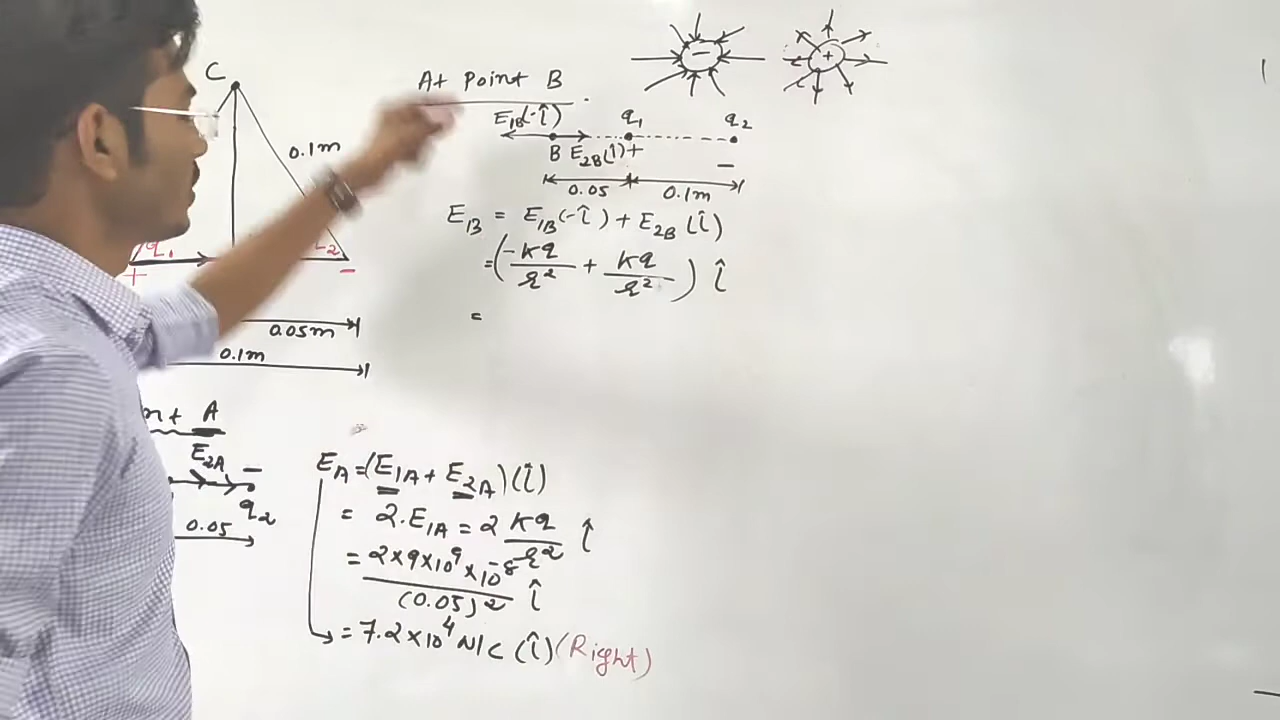 C
0.1m
q₁
+
-
0.05m
0.1m
A
E₂A
-
q₂
0.05
At Point B
- +
E₁B(-î) q₁ q₂
B E₂B(î) + -
0.05 0.1m
E_B = E₁B(-î) + E₂B(î)
= (-kq/r² + kq/r²) î
=
E_A = (E₁A + E₂A)(î)
= 2.E₁A = 2 kq/r² î
= 2×9×10⁹×10⁻⁸/(0.05)² î
= 7.2×10⁴ N/C (î) (Right)